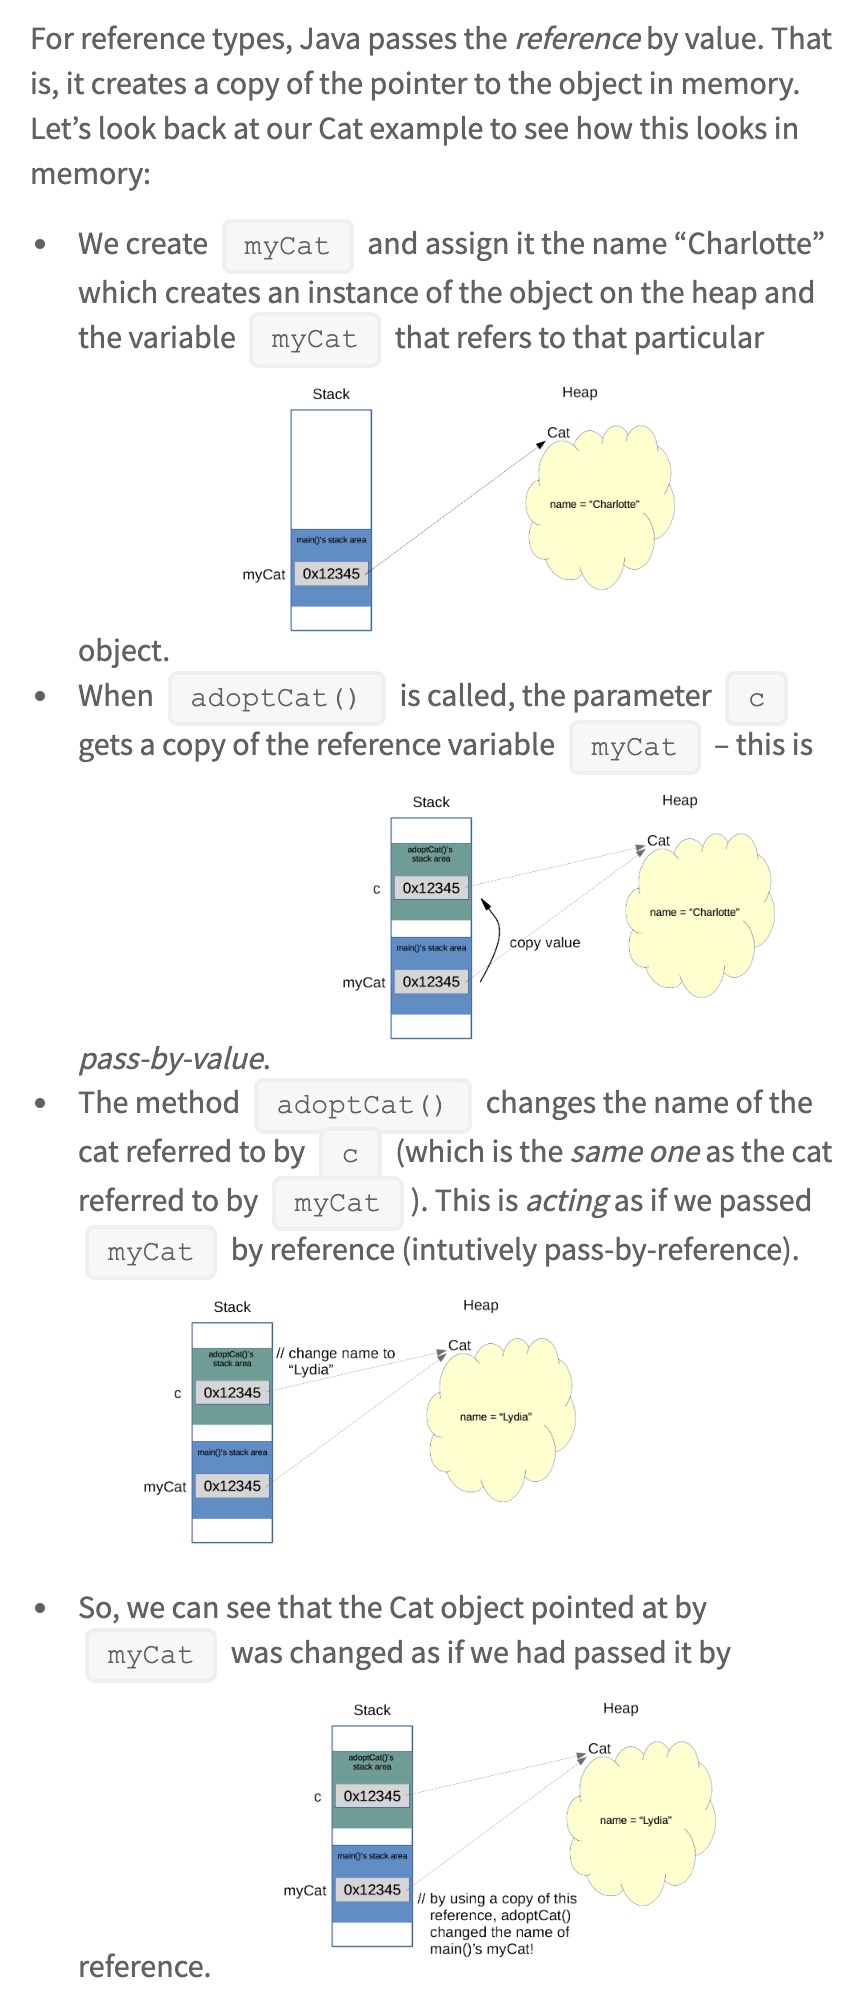 For reference types, Java passes the reference by value. That
is, it creates a copy of the pointer to the object in memory.
Let’s look back at our Cat example to see how this looks in
memory:
• We create myCat and assign it the name “Charlotte”
which creates an instance of the object on the heap and
the variable myCat that refers to that particular
Stack
Heap
Cat
name = “Charlotte”
main()’s stack area
myCat 0x12345
object.
• When adoptCat() is called, the parameter c
gets a copy of the reference variable myCat – this is
Stack
Heap
Cat
adoptCat()’s
stack area
c 0x12345
name = “Charlotte”
copy value
main()’s stack area
myCat 0x12345
pass-by-value.
• The method adoptCat() changes the name of the
cat referred to by c (which is the same one as the cat
referred to by myCat ). This is acting as if we passed
myCat by reference (intutively pass-by-reference).
Stack
Heap
Cat
adoptCat()’s
stack area
// change name to
“Lydia”
c 0x12345
name = “Lydia”
main()’s stack area
myCat 0x12345
• So, we can see that the Cat object pointed at by
myCat was changed as if we had passed it by
Stack
Heap
Cat
adoptCat()’s
stack area
c 0x12345
name = “Lydia”
main()’s stack area
myCat 0x12345
// by using a copy of this
reference, adoptCat()
changed the name of
main()’s myCat!
reference.